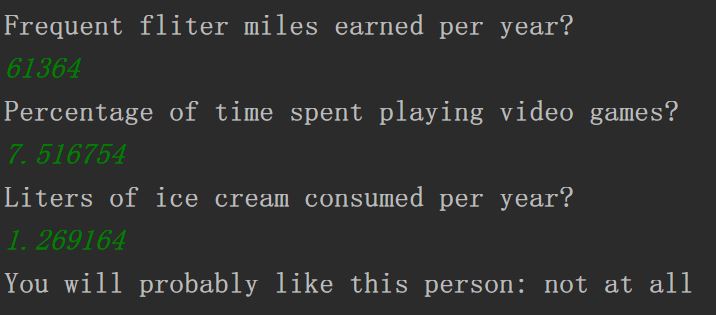 Frequent fliter miles earned per year?
61364
Percentage of time spent playing video games?
7.516754
Liters of ice cream consumed per year?
1.269164
You will probably like this person: not at all